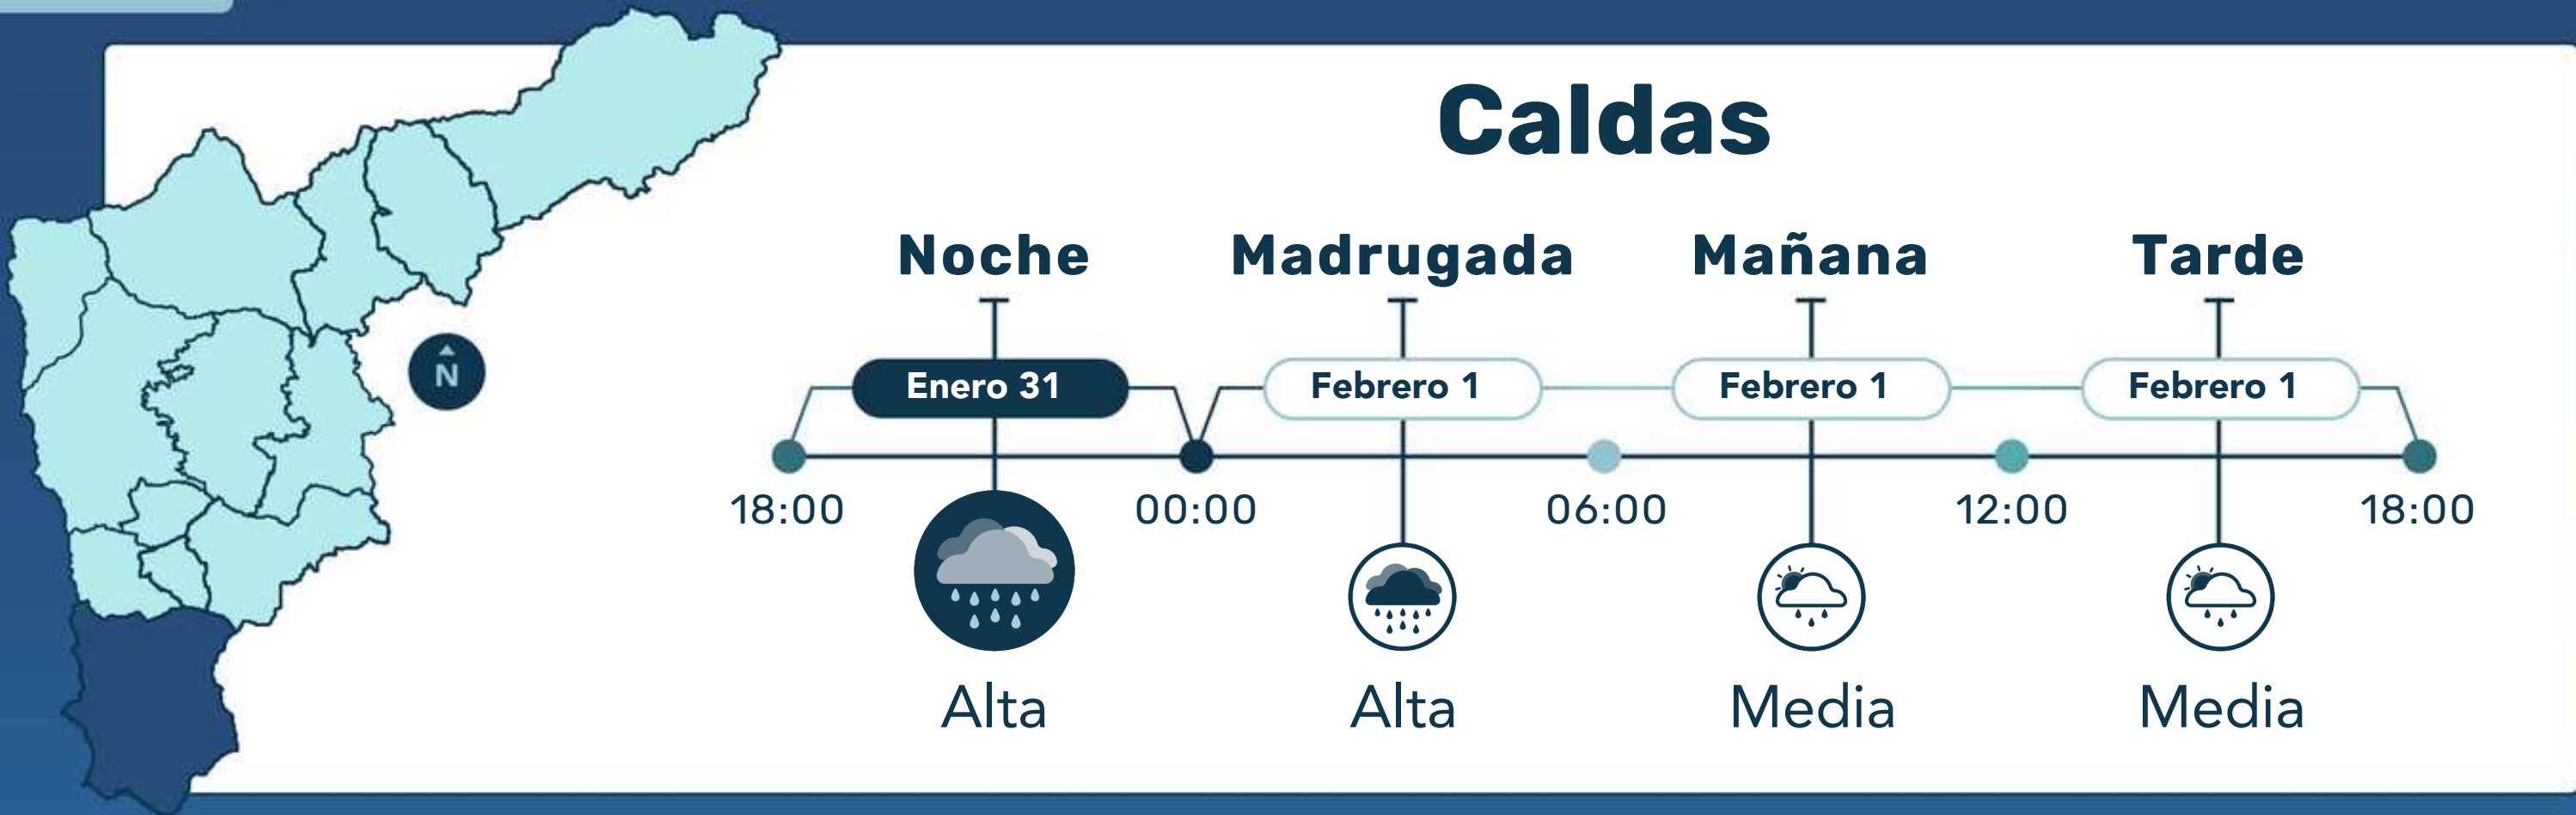 Caldas
Noche Madrugada Mañana Tarde
Enero 31 Febrero 1 Febrero 1 Febrero 1
N
18:00 00:00 06:00 12:00 18:00
Alta Alta Media Media